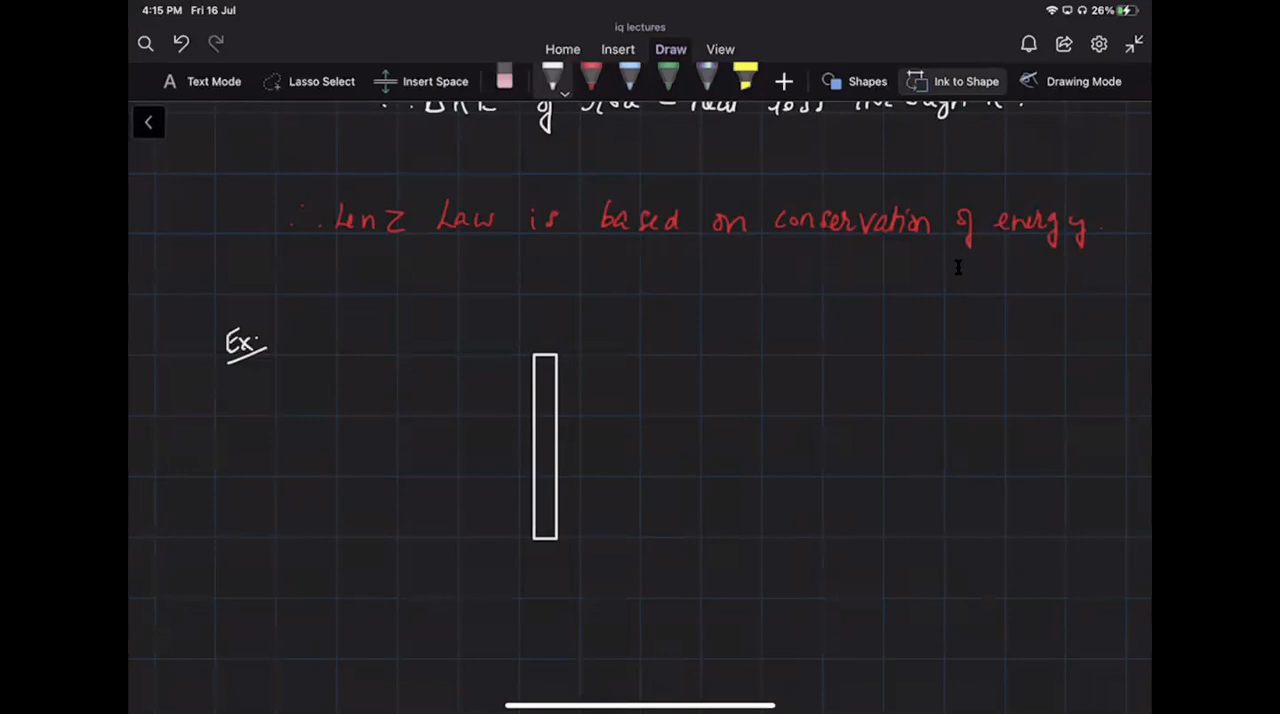 4:15 PM Fri 16 Jul
26%
iq lectures
Home Insert Draw View
Text Mode Lasso Select Insert Space Shapes Ink to Shape Drawing Mode
∴ Lenz Law is based on conservation of energy.
Ex.